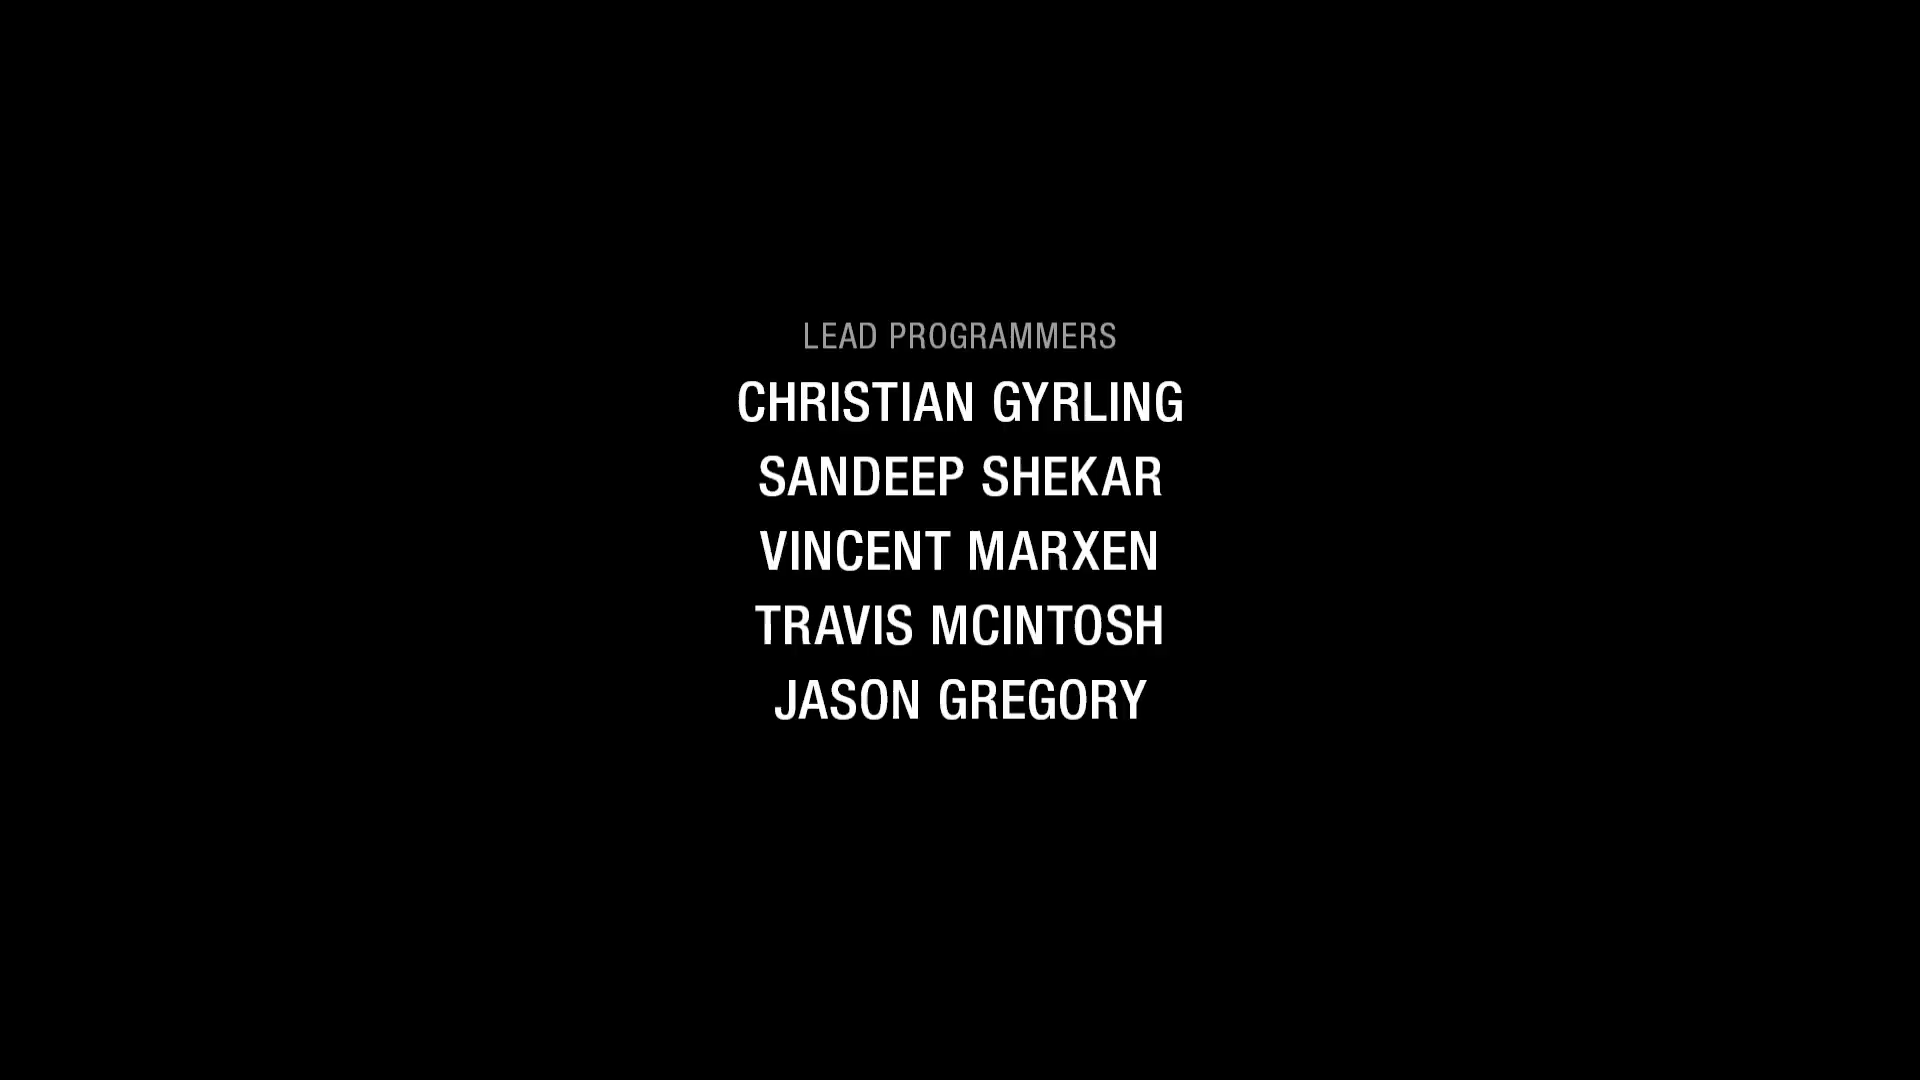 LEAD PROGRAMMERS
CHRISTIAN GYRLING
SANDEEP SHEKAR
VINCENT MARXEN
TRAVIS MCINTOSH
JASON GREGORY